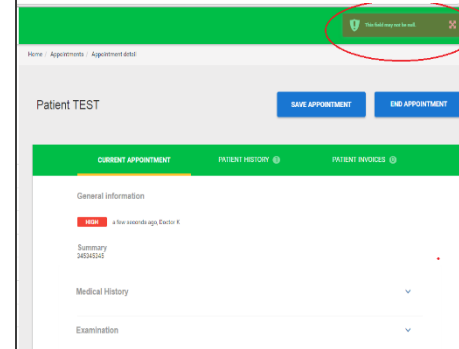 This field may not be null.
Home / Appointments / Appointment detail
Patient TEST
SAVE APPOINTMENT
END APPOINTMENT
CURRENT APPOINTMENT
PATIENT HISTORY
PATIENT INVOICES
General information
HIGH a few seconds ago, Doctor K
Summary
345345345
Medical History
Examination